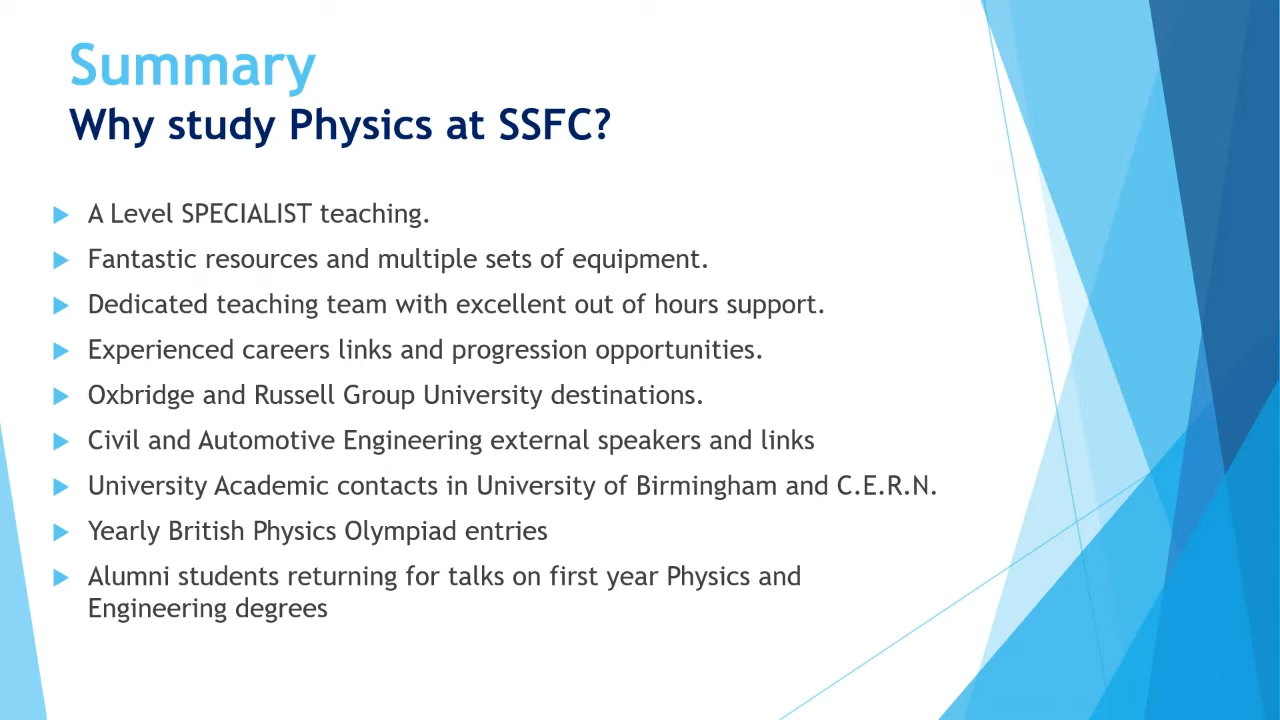 Summary
Why study Physics at SSFC?
A Level SPECIALIST teaching.
Fantastic resources and multiple sets of equipment.
Dedicated teaching team with excellent out of hours support.
Experienced careers links and progression opportunities.
Oxbridge and Russell Group University destinations.
Civil and Automotive Engineering external speakers and links
University Academic contacts in University of Birmingham and C.E.R.N.
Yearly British Physics Olympiad entries
Alumni students returning for talks on first year Physics and
Engineering degrees